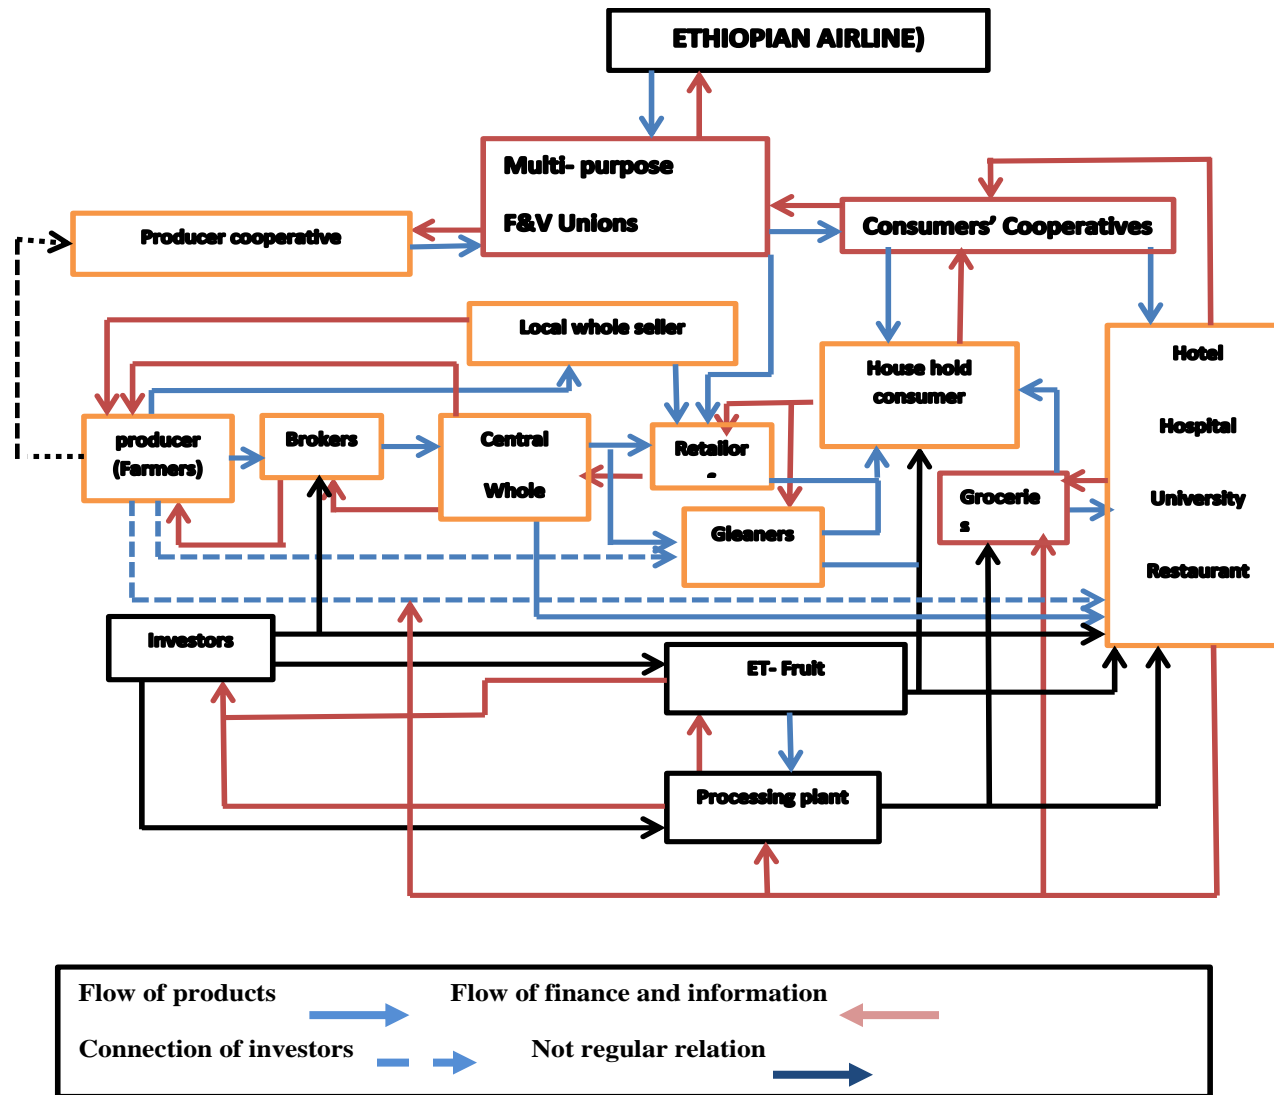 ETHIOPIAN AIRLINE)
Multi- purpose
F&V Unions
Consumers' Cooperatives
Producer cooperative
Local whole seller
Hotel
Hospital
University
Restaurant
House hold
consumer
producer
(Farmers)
Brokers
Central
Whole
Retailor
Grocerie
s
Gleaners
Investors
ET- Fruit
Processing plant
Flow of products
Flow of finance and information
Connection of investors
Not regular relation